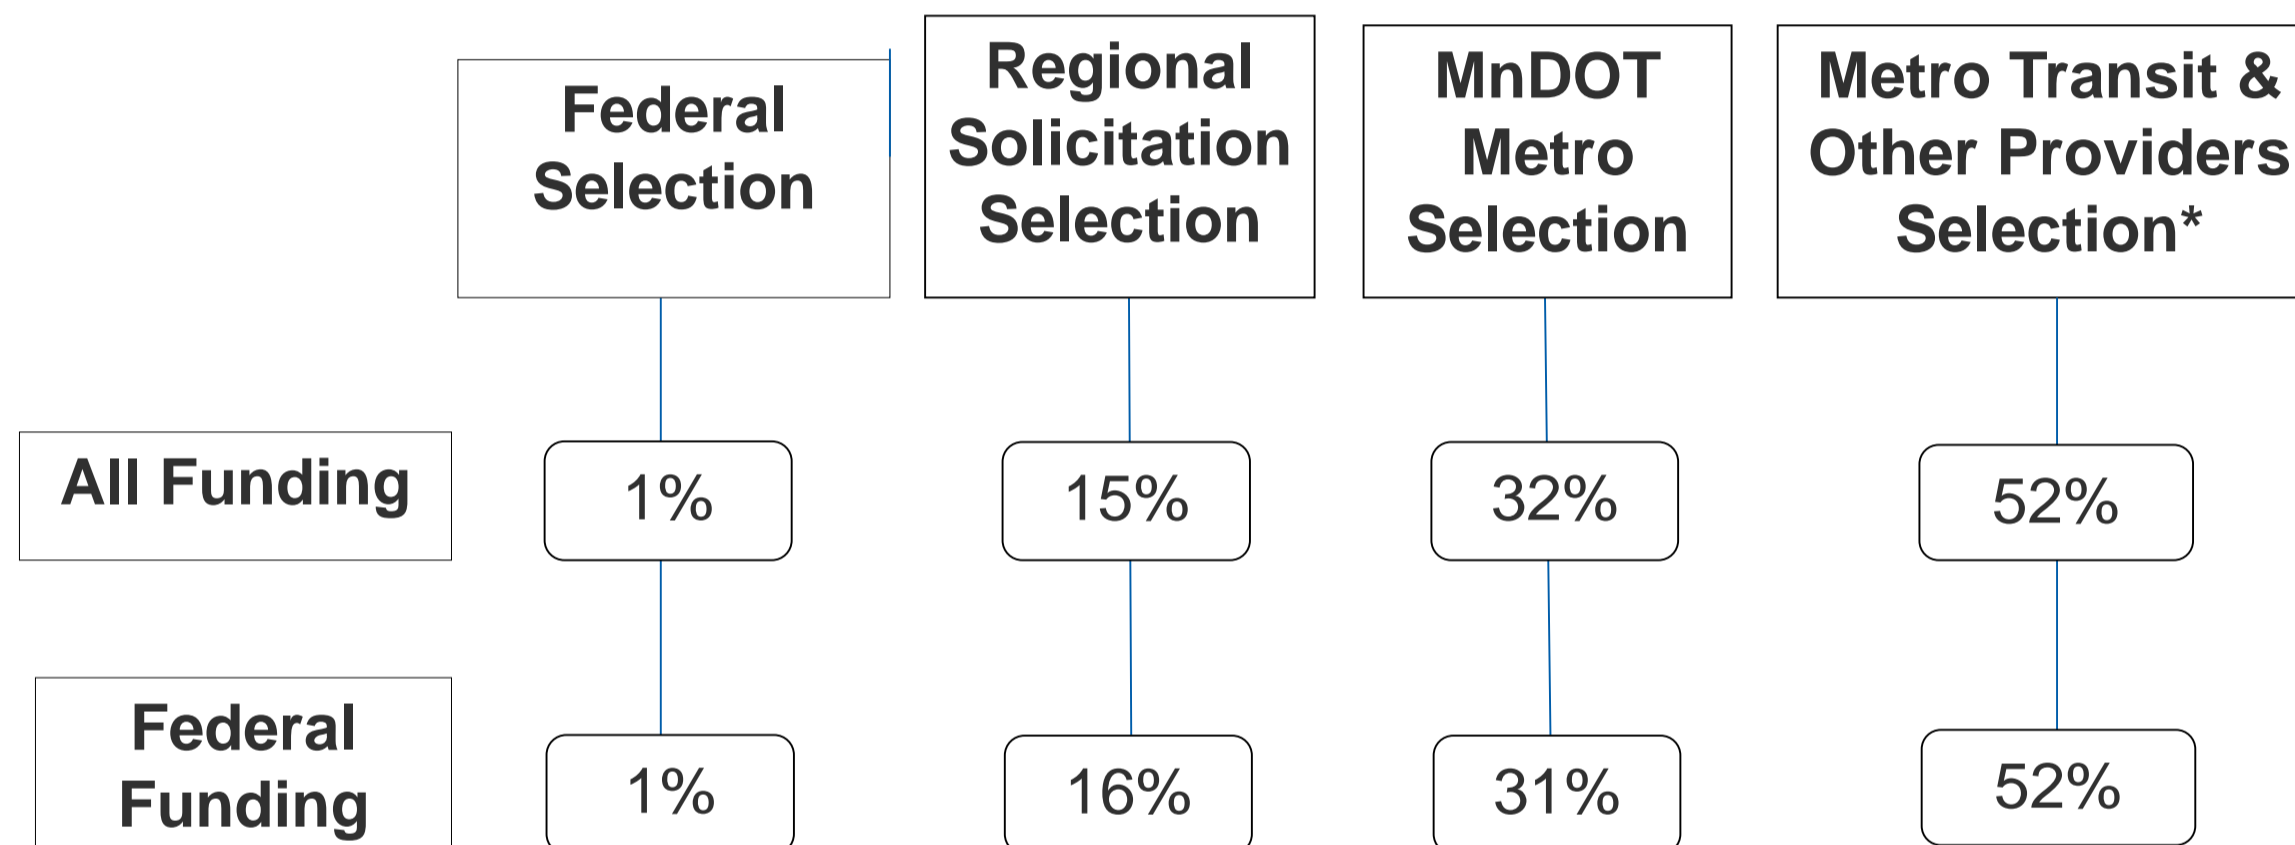 Federal
Selection
Regional
Solicitation
Selection
MnDOT
Metro
Selection
Metro Transit &
Other Providers
Selection*
All Funding
1%
15%
32%
52%
Federal
Funding
1%
16%
31%
52%